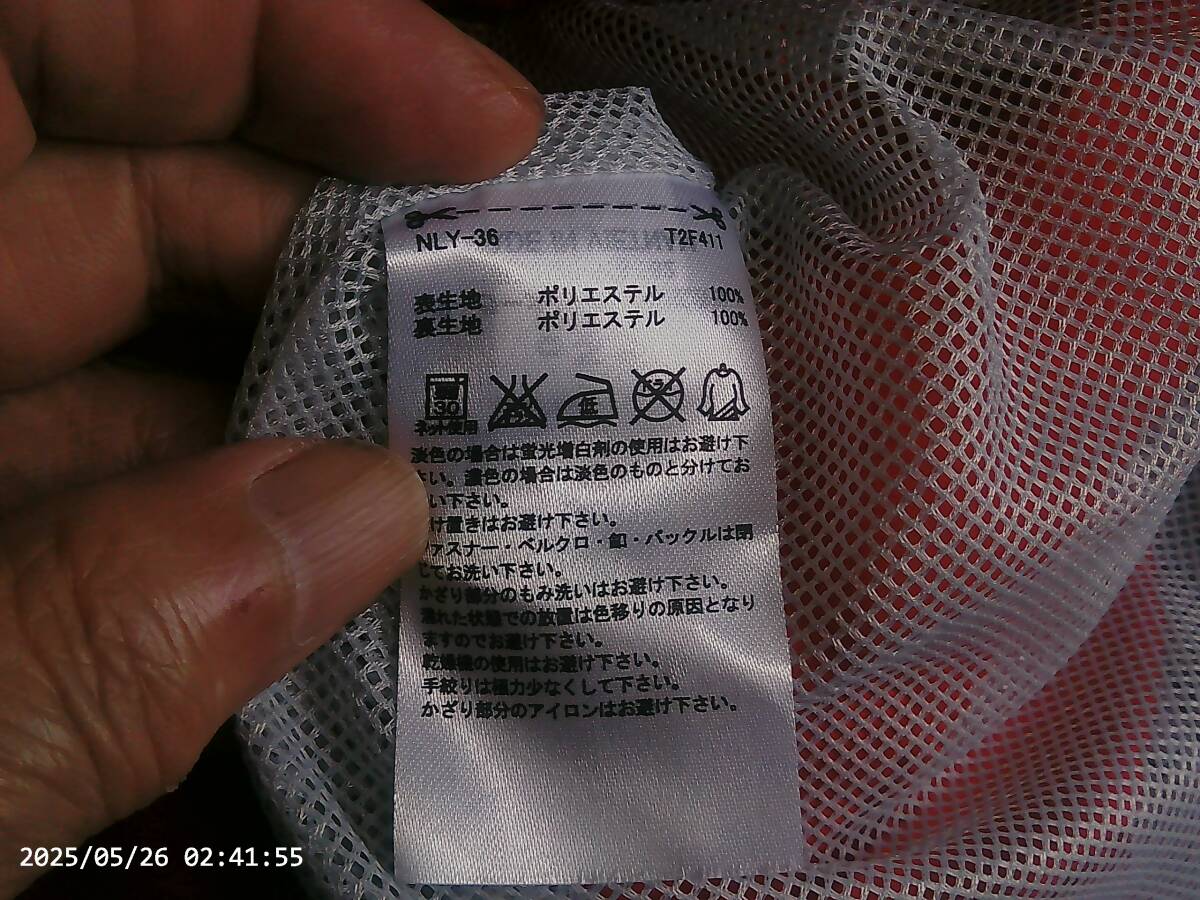 NLY-36 T2F411
表生地 ポリエステル 100%
裏生地 ポリエステル 100%
30 低
ネット使用
淡色の場合は蛍光増白剤の使用はお避け下
さい。濃色の場合は淡色のものと分けてお
い下さい。
け置きはお避け下さい。
ァスナー・ベルクロ・釦・バックルは閉
じてお洗い下さい。
かざり部分のもみ洗いはお避け下さい。
濡れた状態での放置は色移りの原因となり
ますのでお避け下さい。
乾燥機の使用はお避け下さい。
手絞りは極力少なくして下さい。
かざり部分のアイロンはお避け下さい。
2025/05/26 02:41:55